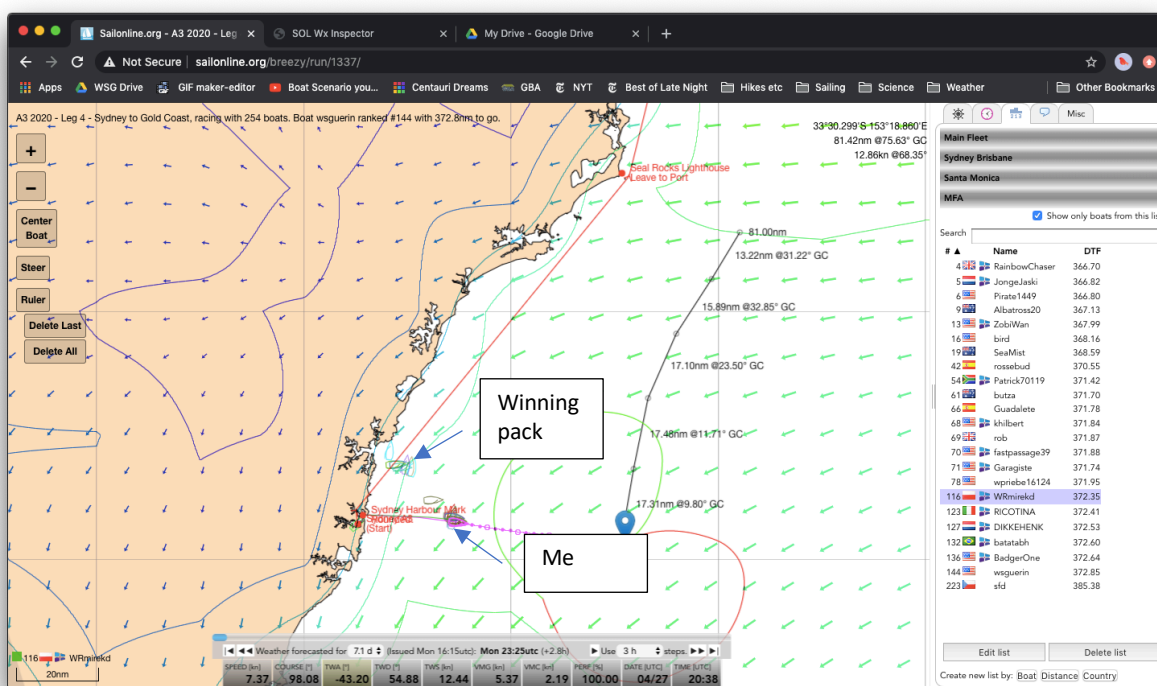 Sailonline.org - A3 2020 - Leg
SOL Wx Inspector
My Drive - Google Drive
Not Secure | sailonline.org/breezy/run/1337/
Apps
WSG Drive
GIF maker-editor
Boat Scenario you...
Centauri Dreams
GBA
NYT
Best of Late Night
Hikes etc
Sailing
Science
Weather
Other Bookmarks
A3 2020 - Leg 4 - Sydney to Gold Coast, racing with 254 boats. Boat wsguerin ranked #144 with 372.8nm to go.
33°30.299'S 153°18.860'E
81.42nm @75.63° GC
12.86kn @68.35°
+
−
Center Boat
Steer
Ruler
Delete Last
Delete All
Seal Rocks Lighthouse
Leave to Port
81.00nm
13.22nm @31.22° GC
15.89nm @32.85° GC
17.10nm @23.50° GC
17.48nm @11.71° GC
17.31nm @9.80° GC
Winning
pack
Sydney Harbour Mark
(Start)
Me
Misc
Main Fleet
Sydney Brisbane
Santa Monica
MFA
Show only boats from this lis
Search
# ▲ Name DTF
4 RainbowChaser 366.70
5 JongeJaski 366.82
6 Pirate1449 366.80
9 Albatross20 367.13
13 ZobiWan 367.99
16 bird 368.16
19 SeaMist 368.59
42 rossebud 370.55
54 Patrick70119 371.42
61 butza 371.70
66 Guadalete 371.78
68 khilbert 371.84
69 rob 371.87
70 fastpassage39 371.88
71 Garagiste 371.74
78 wpriebe16124 371.95
116 WRmirekd 372.35
123 RICOTINA 372.41
127 DIKKEHENK 372.53
132 batatabh 372.60
136 BadgerOne 372.64
144 wsguerin 372.85
223 sfd 385.38
Edit list
Delete list
Create new list by: Boat Distance Country
Weather forecasted for 7.1 d (Issued Mon 16:15utc): Mon 23:25utc (+2.8h) Use 3 h steps.
116 WRmirekd
20nm
SPEED [kn] COURSE [°] TWA [°] TWD [°] TWS [kn] VMG [kn] VMC [kn] PERF [%] DATE [UTC] TIME [UTC]
7.37 98.08 -43.20 54.88 12.44 5.37 2.19 100.00 04/27 20:38